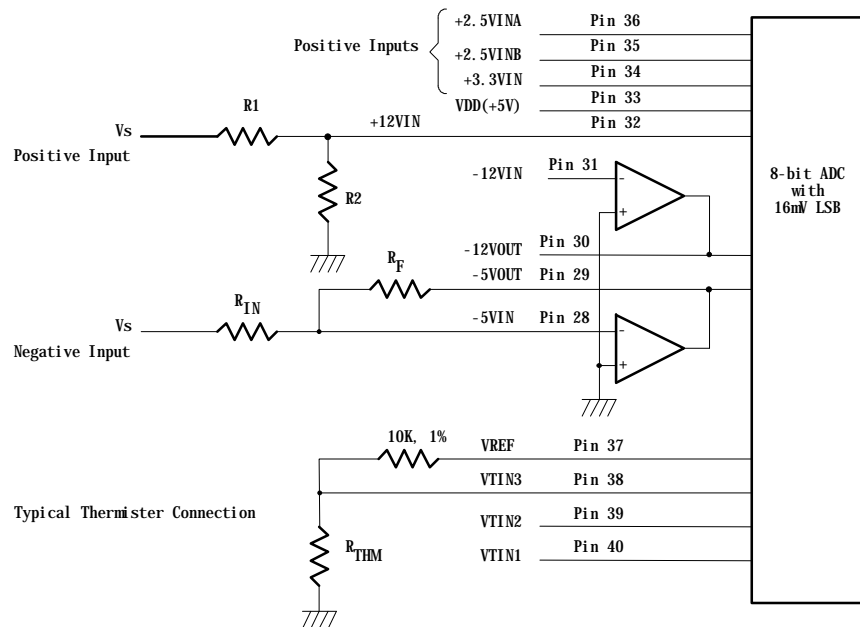 +2.5VINA Pin 36
Positive Inputs
+2.5VINB Pin 35
+3.3VIN Pin 34
VDD(+5V) Pin 33
R1
Vs +12VIN Pin 32
Positive Input
-12VIN Pin 31
-
8-bit ADC
with
16mV LSB
R2
+
-12VOUT Pin 30
RF -5VOUT Pin 29
RIN
Vs -5VIN Pin 28
-
Negative Input
+
10K, 1% VREF Pin 37
VTIN3 Pin 38
Typical Thermister Connection
VTIN2 Pin 39
RTHM
VTIN1 Pin 40